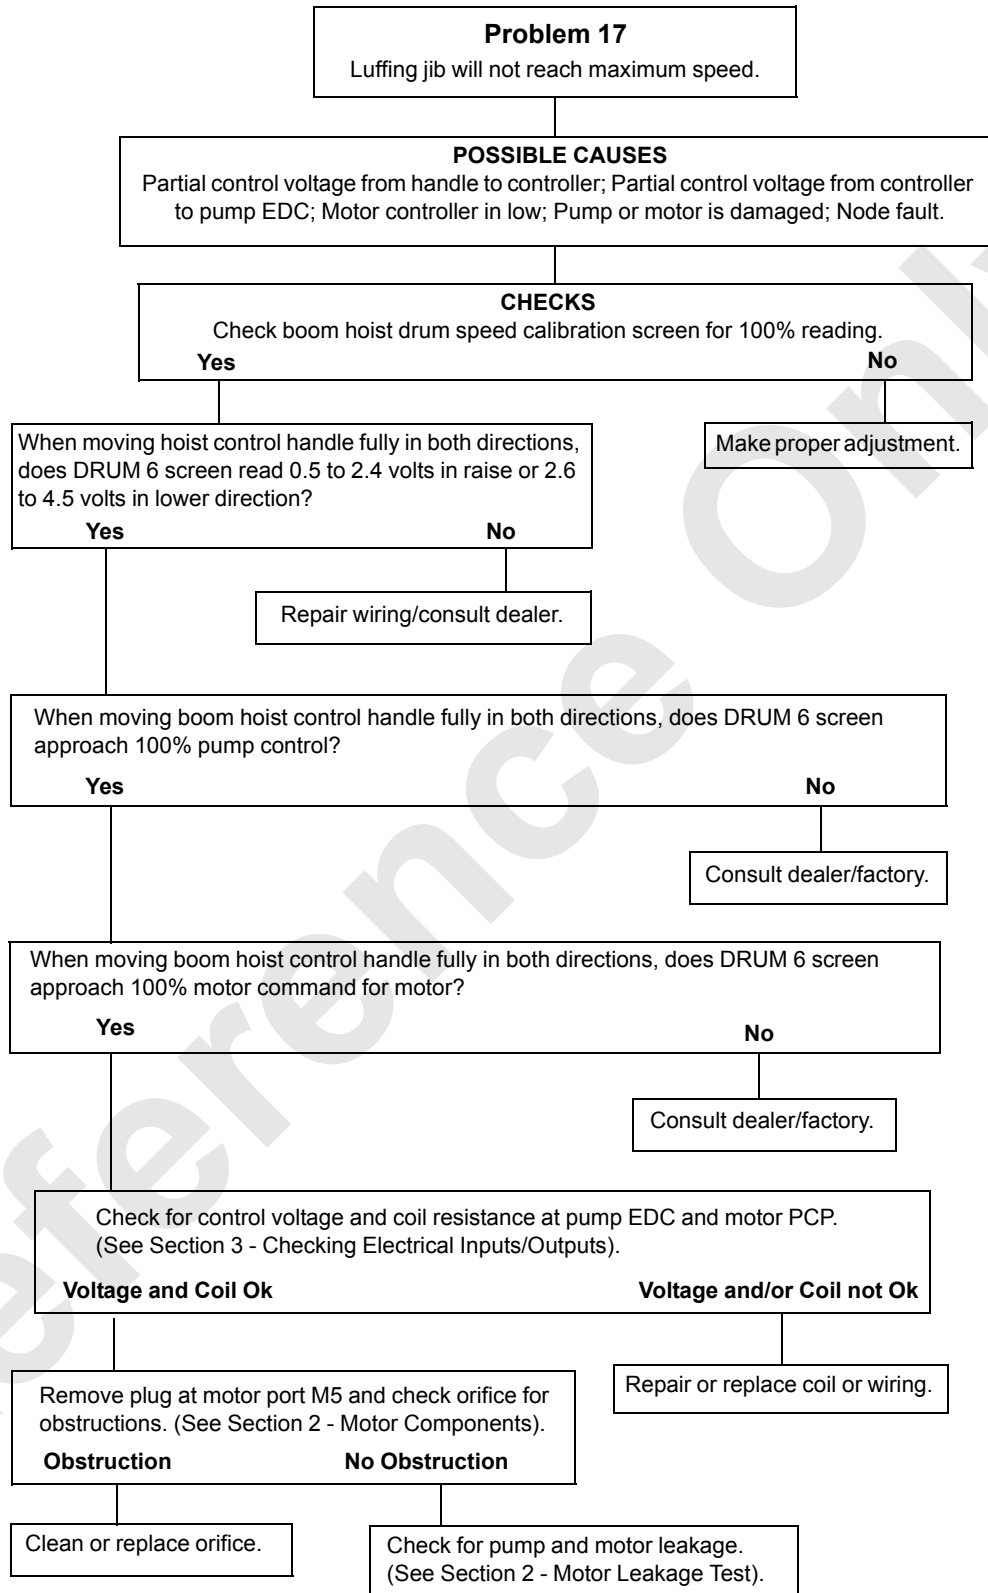 Problem 17
Luffing jib will not reach maximum speed.
POSSIBLE CAUSES
Partial control voltage from handle to controller; Partial control voltage from controller
to pump EDC; Motor controller in low; Pump or motor is damaged; Node fault.
CHECKS
Check boom hoist drum speed calibration screen for 100% reading.
Yes
No
When moving hoist control handle fully in both directions,
does DRUM 6 screen read 0.5 to 2.4 volts in raise or 2.6
to 4.5 volts in lower direction?
Yes
No
Make proper adjustment.
Repair wiring/consult dealer.
When moving boom hoist control handle fully in both directions, does DRUM 6 screen
approach 100% pump control?
Yes
No
Consult dealer/factory.
When moving boom hoist control handle fully in both directions, does DRUM 6 screen
approach 100% motor command for motor?
Yes
No
Consult dealer/factory.
Check for control voltage and coil resistance at pump EDC and motor PCP.
(See Section 3 - Checking Electrical Inputs/Outputs).
Voltage and Coil Ok
Voltage and/or Coil not Ok
Repair or replace coil or wiring.
Remove plug at motor port M5 and check orifice for
obstructions. (See Section 2 - Motor Components).
Obstruction
No Obstruction
Clean or replace orifice.
Check for pump and motor leakage.
(See Section 2 - Motor Leakage Test).
eference Only